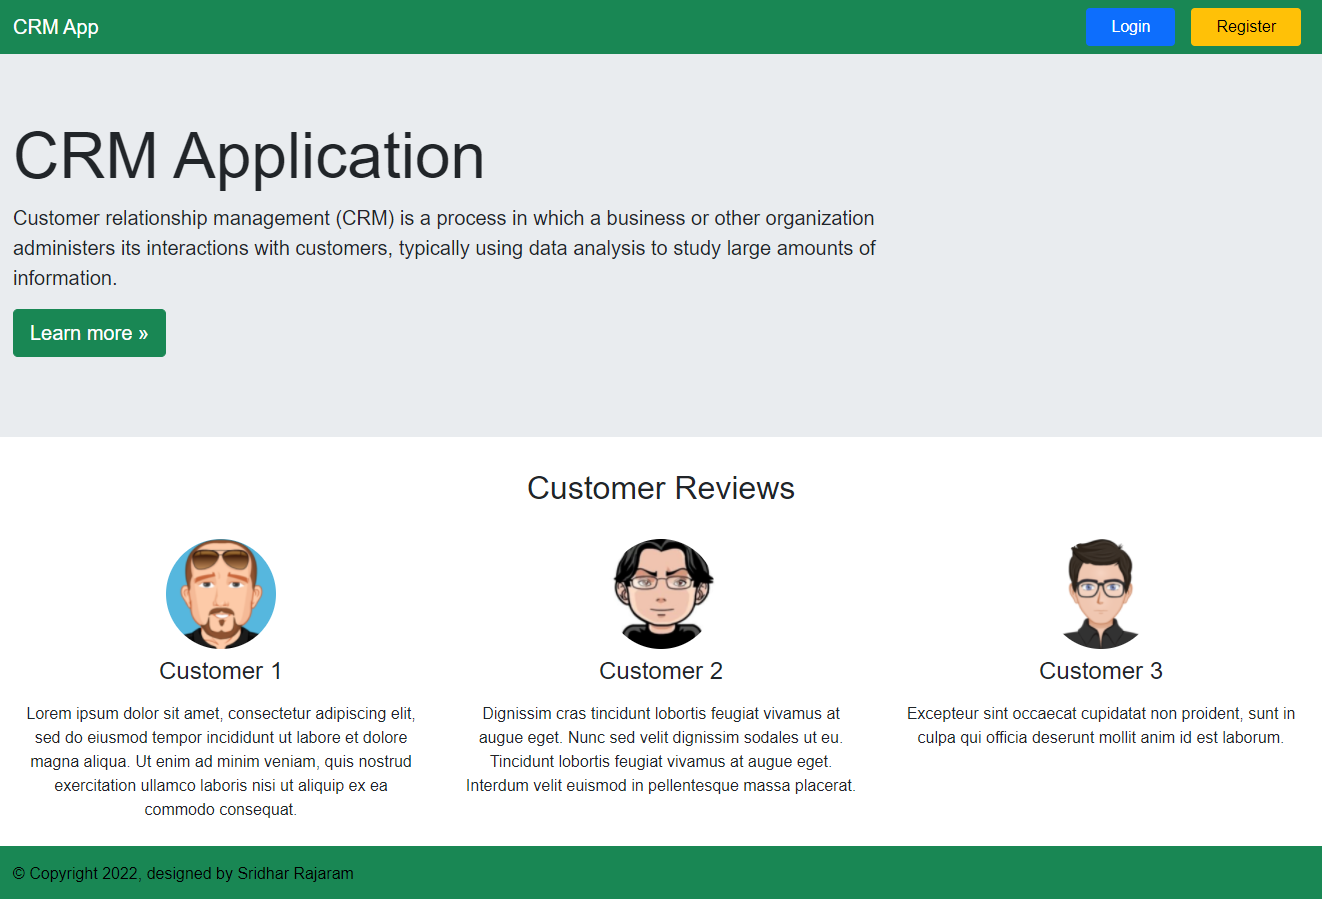 CRM App
Login
Register
CRM Application
Customer relationship management (CRM) is a process in which a business or other organization
administers its interactions with customers, typically using data analysis to study large amounts of
information.
Learn more »
Customer Reviews
Customer 1
Lorem ipsum dolor sit amet, consectetur adipiscing elit,
sed do eiusmod tempor incididunt ut labore et dolore
magna aliqua. Ut enim ad minim veniam, quis nostrud
exercitation ullamco laboris nisi ut aliquip ex ea
commodo consequat.
Customer 2
Dignissim cras tincidunt lobortis feugiat vivamus at
augue eget. Nunc sed velit dignissim sodales ut eu.
Tincidunt lobortis feugiat vivamus at augue eget.
Interdum velit euismod in pellentesque massa placerat.
Customer 3
Excepteur sint occaecat cupidatat non proident, sunt in
culpa qui officia deserunt mollit anim id est laborum.
© Copyright 2022, designed by Sridhar Rajaram